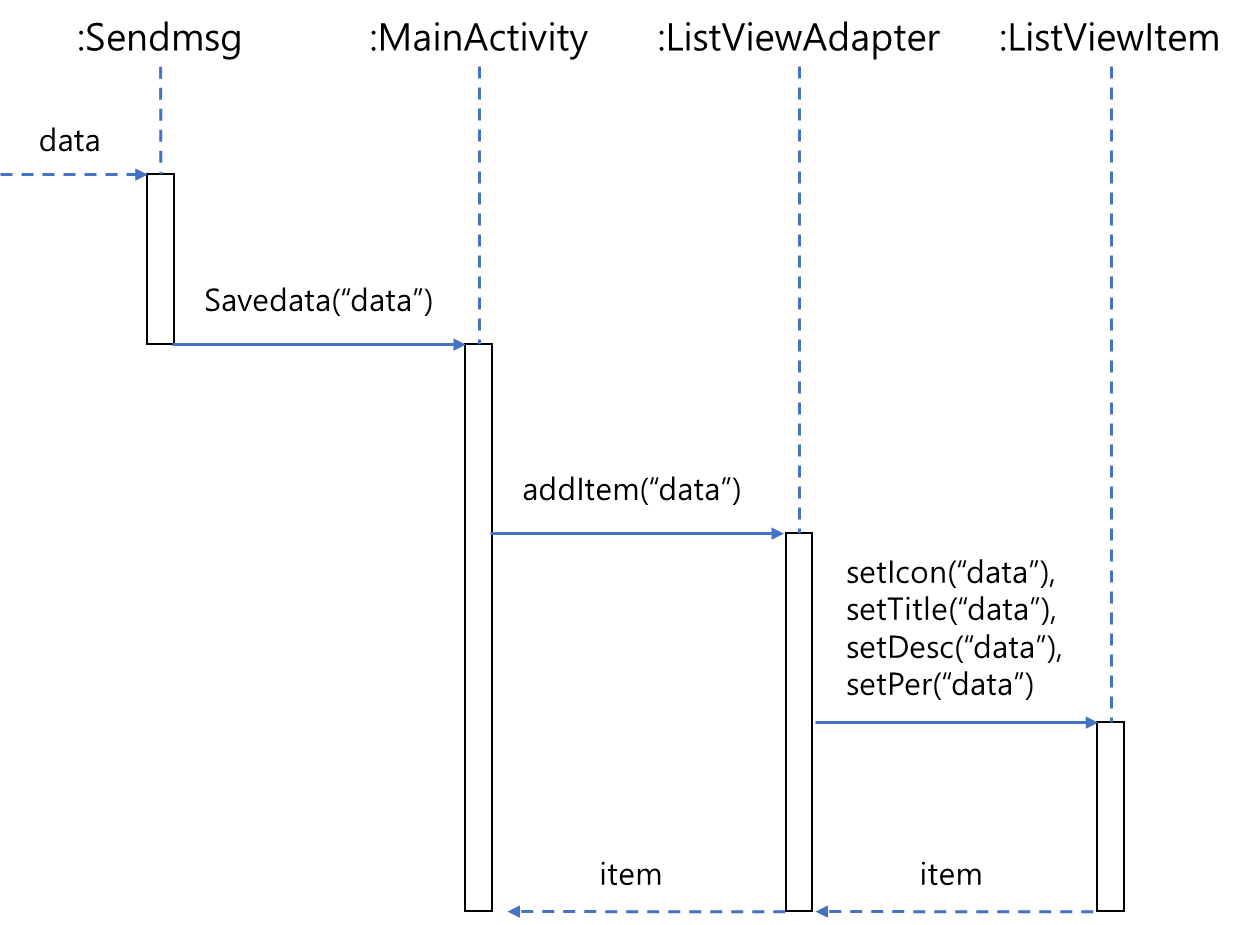 :Sendmsg
:MainActivity
:ListViewAdapter
:ListViewItem
data
Savedata(“data”)
addItem(“data”)
setIcon(“data”),
setTitle(“data”),
setDesc(“data”),
setPer(“data”)
item
item